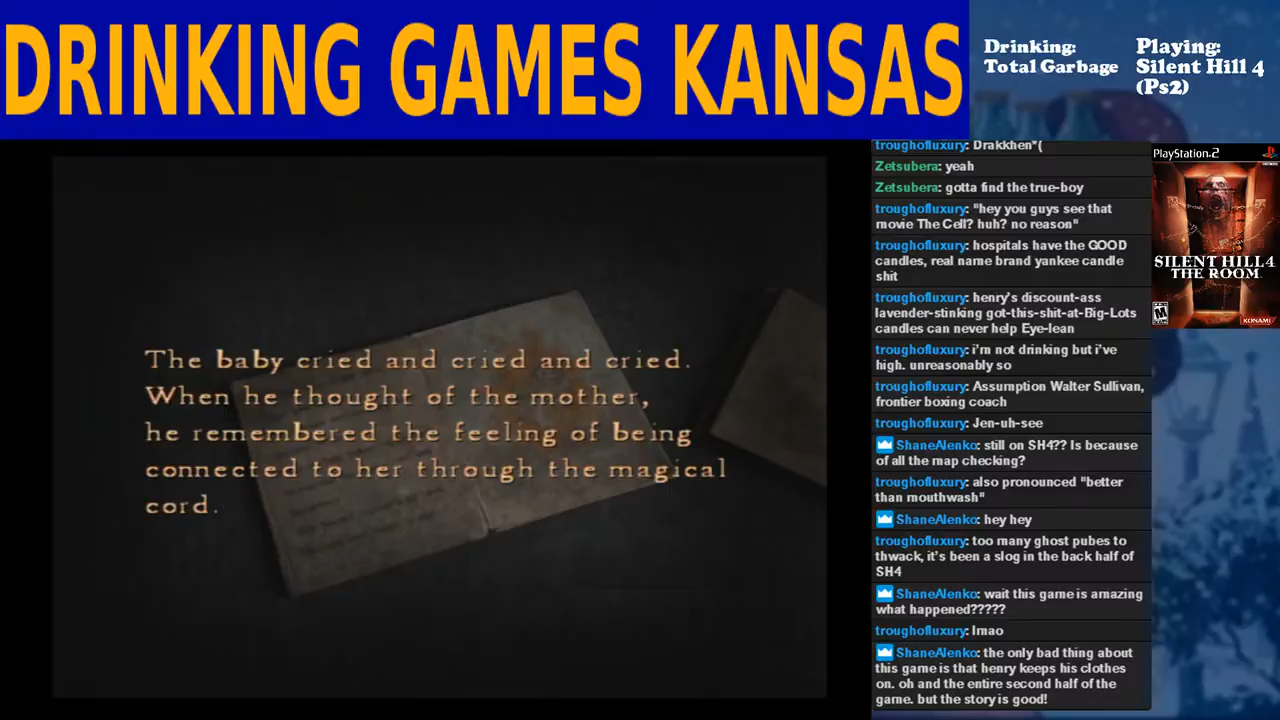 DRINKING GAMES KANSAS
Drinking:
Total Garbage
Playing:
Silent Hill 4
(Ps2)
The baby cried and cried and cried.
When he thought of the mother,
he remembered the feeling of being
connected to her through the magical
cord.
troughofluxury: Drakkhen"(
Zetsubera: yeah
Zetsubera: gotta find the true-boy
troughofluxury: "hey you guys see that
movie The Cell? huh? no reason"
troughofluxury: hospitals have the GOOD
candles, real name brand yankee candle
shit
troughofluxury: henry's discount-ass
lavender-stinking got-this-shit-at-Big-Lots
candles can never help Eye-lean
troughofluxury: i'm not drinking but i've
high. unreasonably so
troughofluxury: Assumption Walter Sullivan,
frontier boxing coach
troughofluxury: Jen-uh-see
ShaneAlenko: still on SH4?? Is because
of all the map checking?
troughofluxury: also pronounced "better
than mouthwash"
ShaneAlenko: hey hey
troughofluxury: too many ghost pubes to
thwack, it's been a slog in the back half of
SH4
ShaneAlenko: wait this game is amazing
what happened?????
troughofluxury: lmao
ShaneAlenko: the only bad thing about
this game is that henry keeps his clothes
on. oh and the entire second half of the
game. but the story is good!
PlayStation.2
SILENT HILL 4
THE ROOM
M
KONAMI